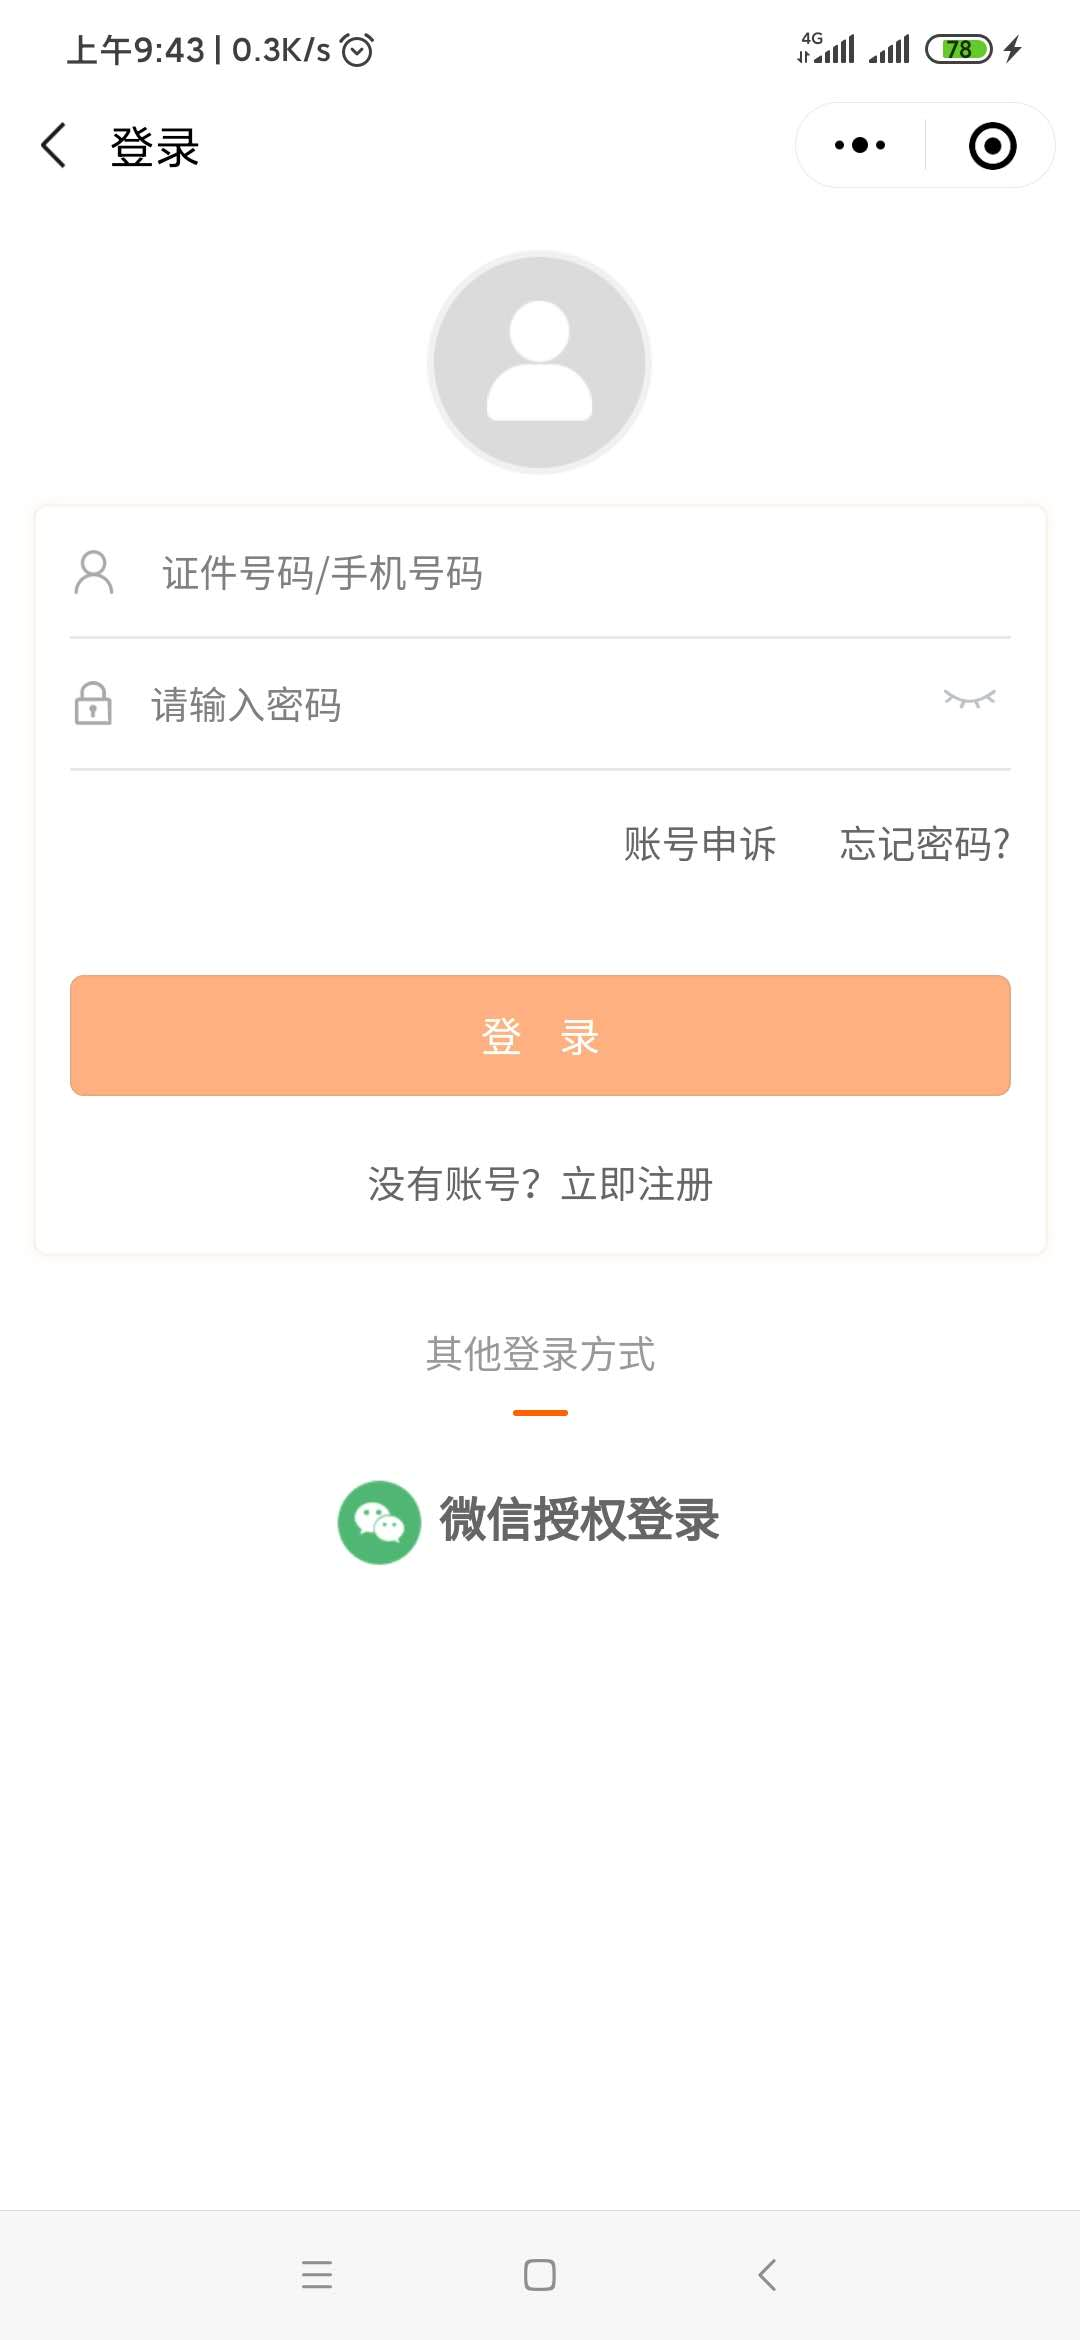 上午9:43 | 0.3K/s
4G
78
登录
证件号码/手机号码
请输入密码
账号申诉 忘记密码?
登 录
没有账号？立即注册
其他登录方式
微信授权登录